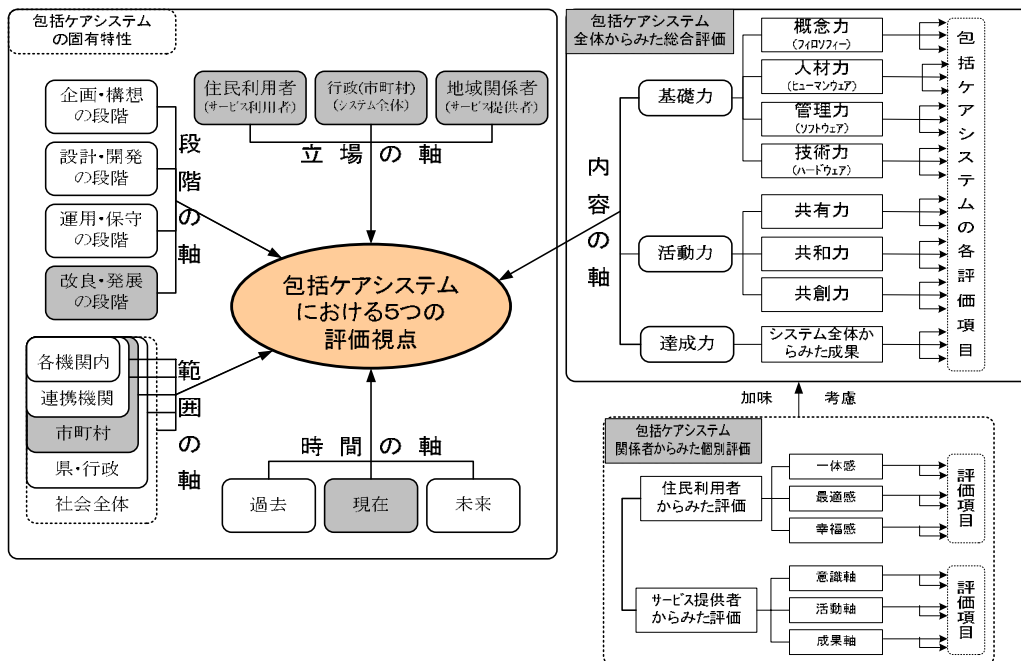 包括ケアシステム
の固有特性
企画・構想
の段階
設計・開発
の段階
運用・保守
の段階
改良・発展
の段階
段階の軸
住民利用者
(サービス利用者)
行政(市町村)
(システム全体)
地域関係者
(サービス提供者)
立場の軸
包括ケアシステム
における5つの
評価視点
各機関内
連携機関
市町村
県・行政
社会全体
範囲の軸
時間の軸
過去
現在
未来
包括ケアシステム
全体からみた総合評価
内容の軸
基礎力
概念力
(フィロソフィー)
人材力
(ヒューマンウェア)
管理力
(ソフトウェア)
技術力
(ハードウェア)
活動力
共有力
共和力
共創力
達成力
システム全体か
らみた成果
包括ケアシステムの各評価項目
加味 考慮
包括ケアシステム
関係者からみた個別評価
住民利用者
からみた評価
一体感
最適感
幸福感
評価項目
サービス提供者
からみた評価
意識軸
活動軸
成果軸
評価項目